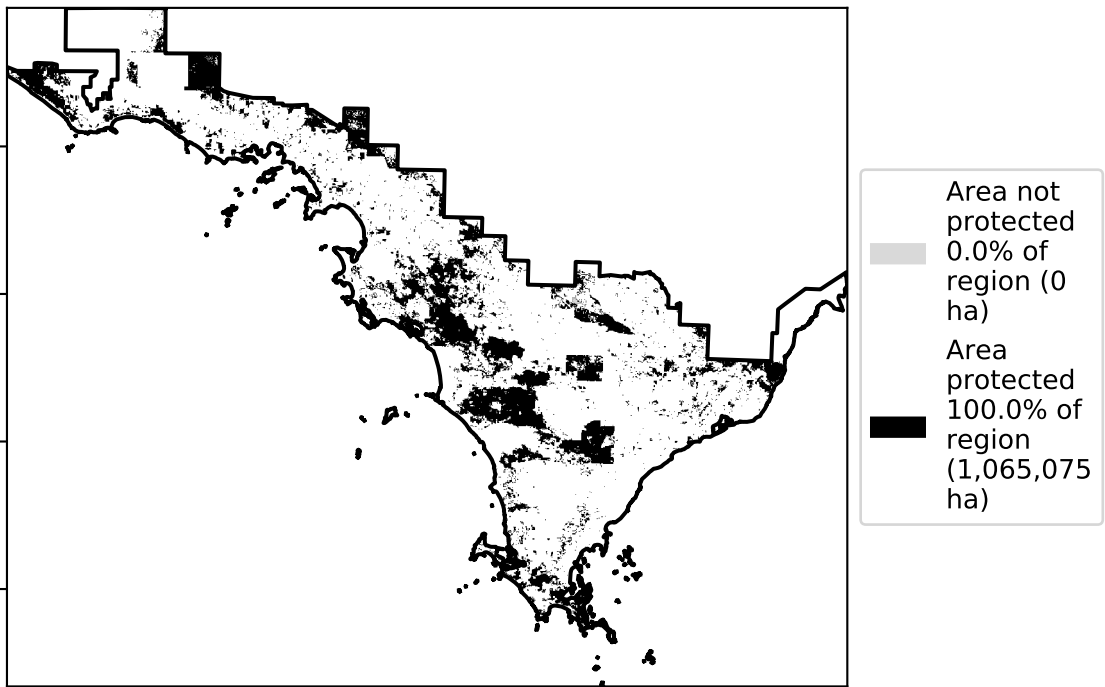 Area not
protected
0.0% of
region (0
ha)
Area
protected
100.0% of
region
(1,065,075
ha)